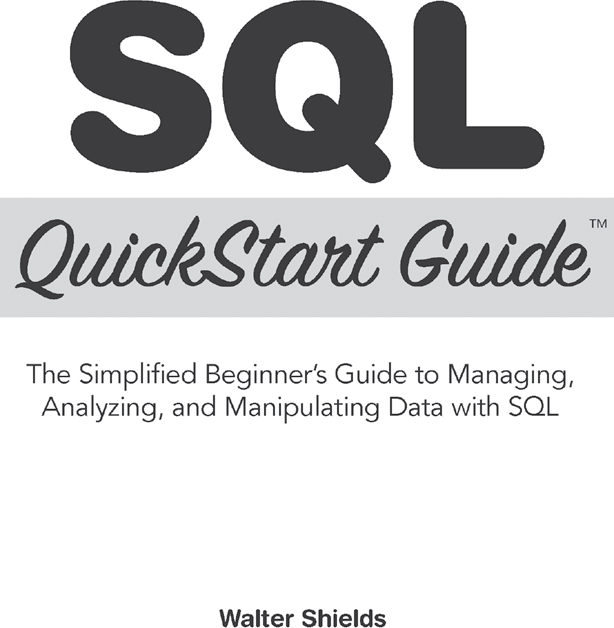 SQL
QuickStart Guide™
The Simplified Beginner’s Guide to Managing,
Analyzing, and Manipulating Data with SQL
Walter Shields